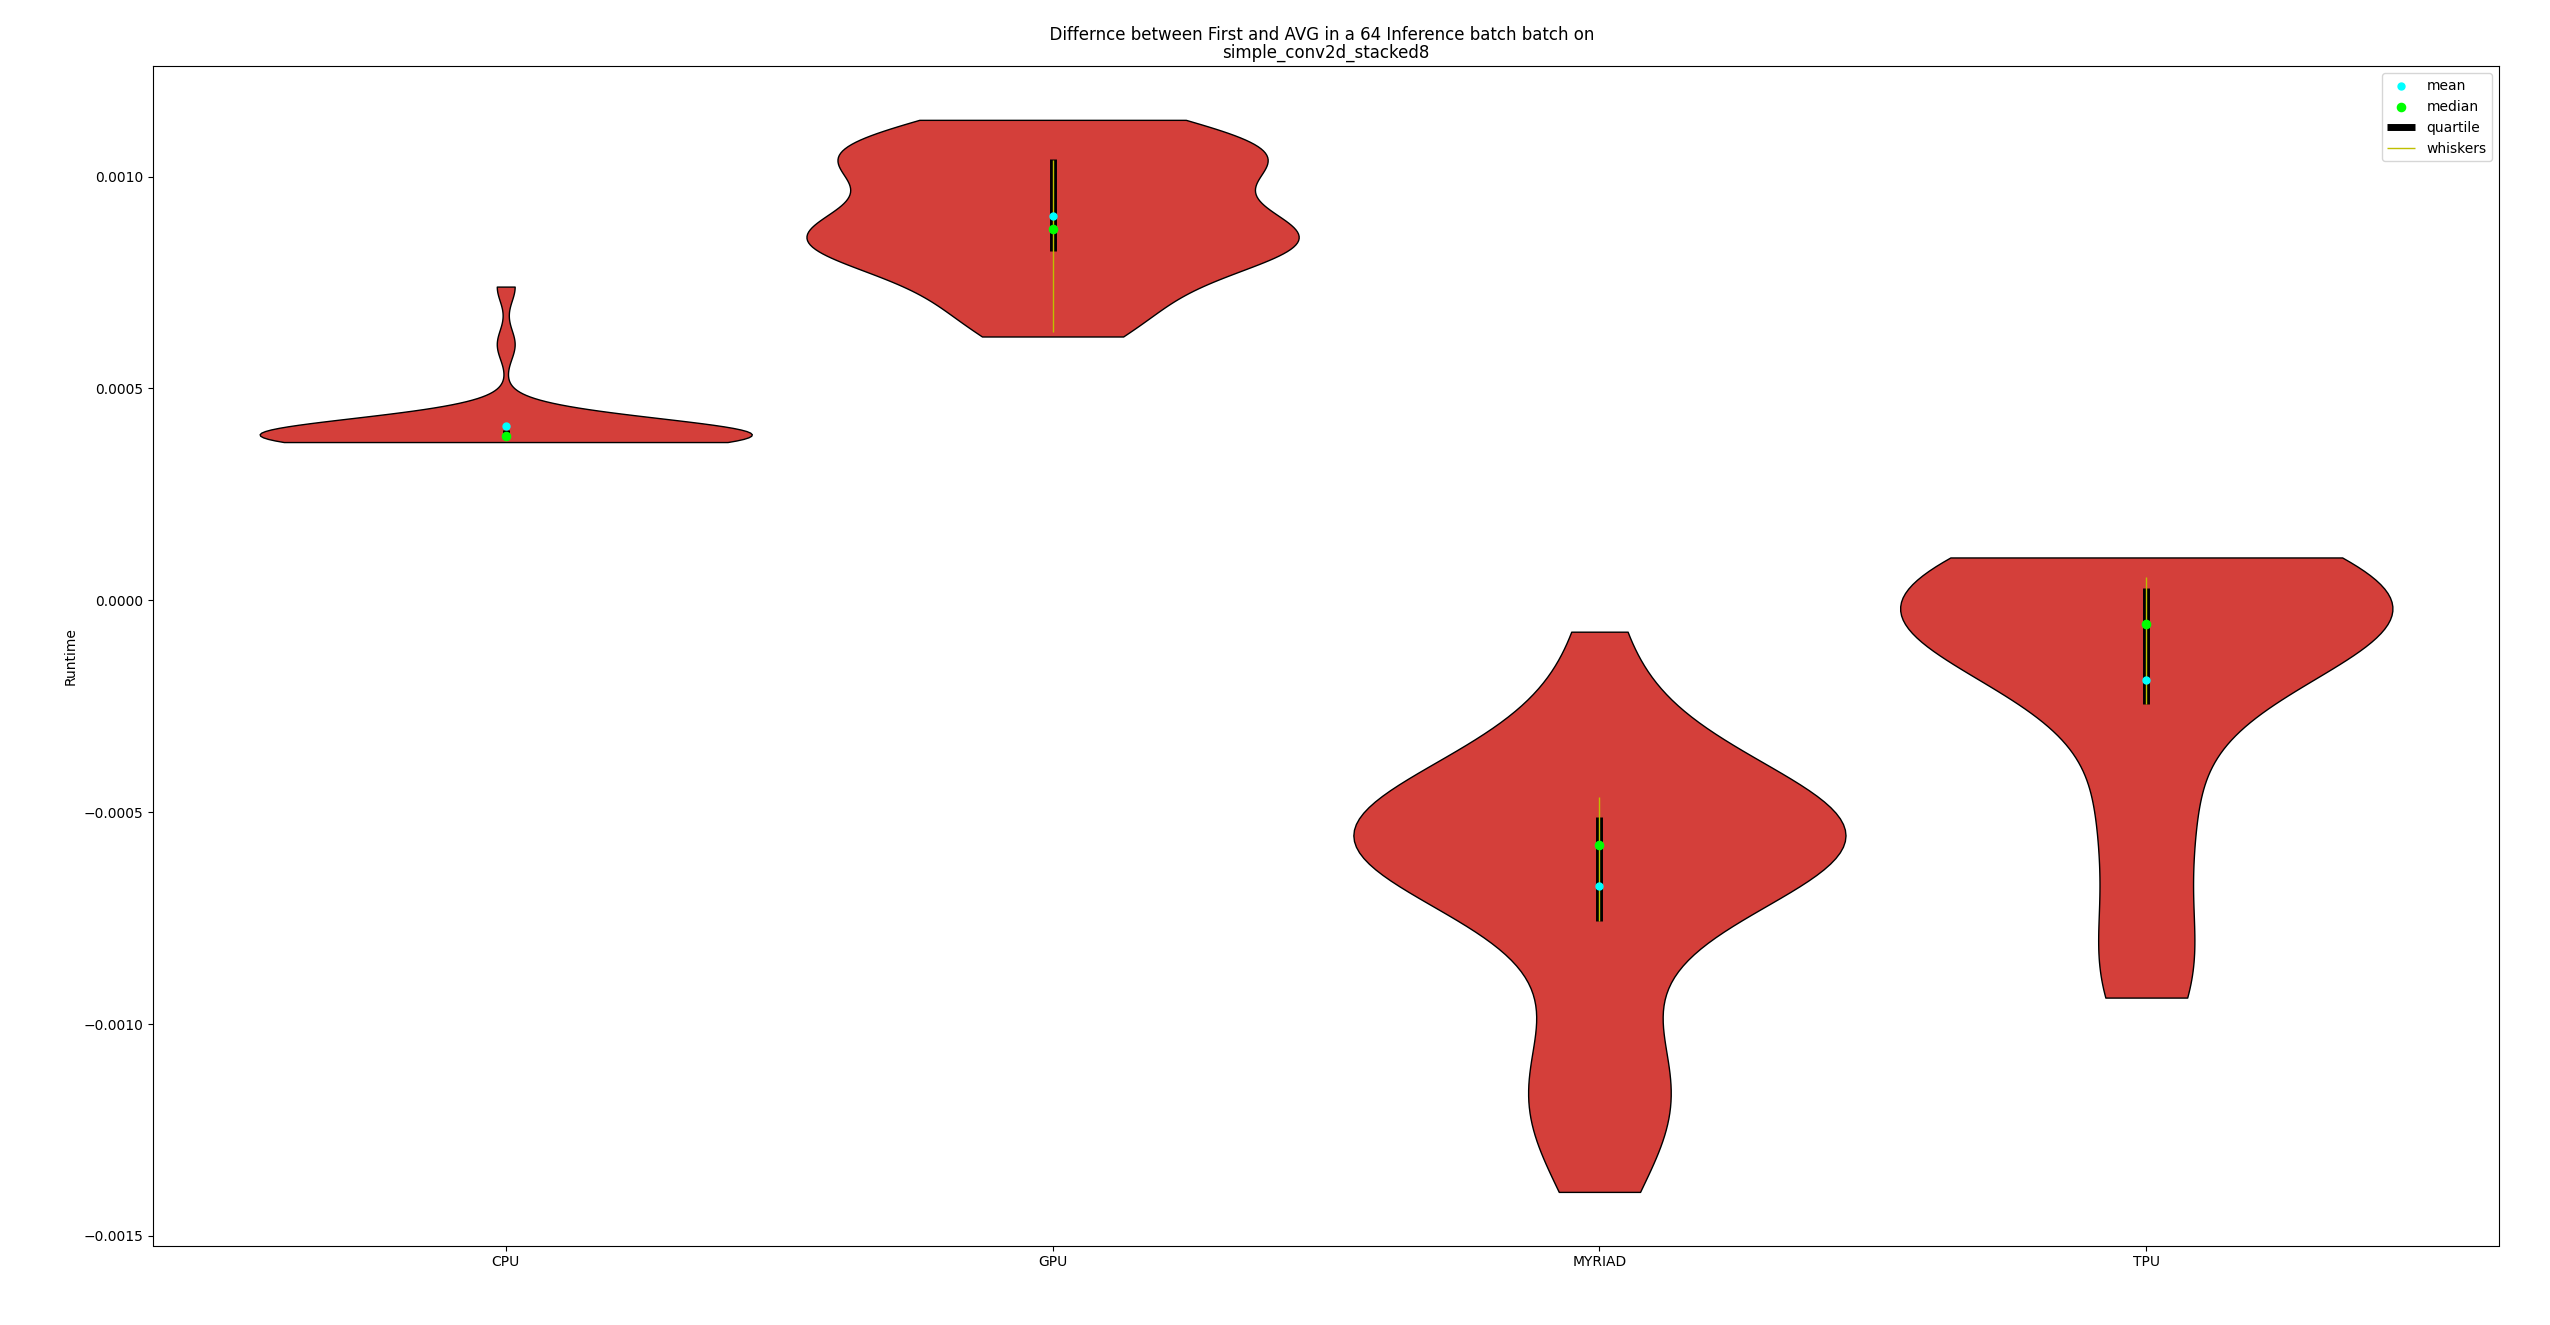 Differnce between First and AVG in a 64 Inference batch batch on
simple_conv2d_stacked8
mean
median
quartile
whiskers
0.0010
0.0005
0.0000
−0.0005
−0.0010
−0.0015
Runtime
CPU
GPU
MYRIAD
TPU